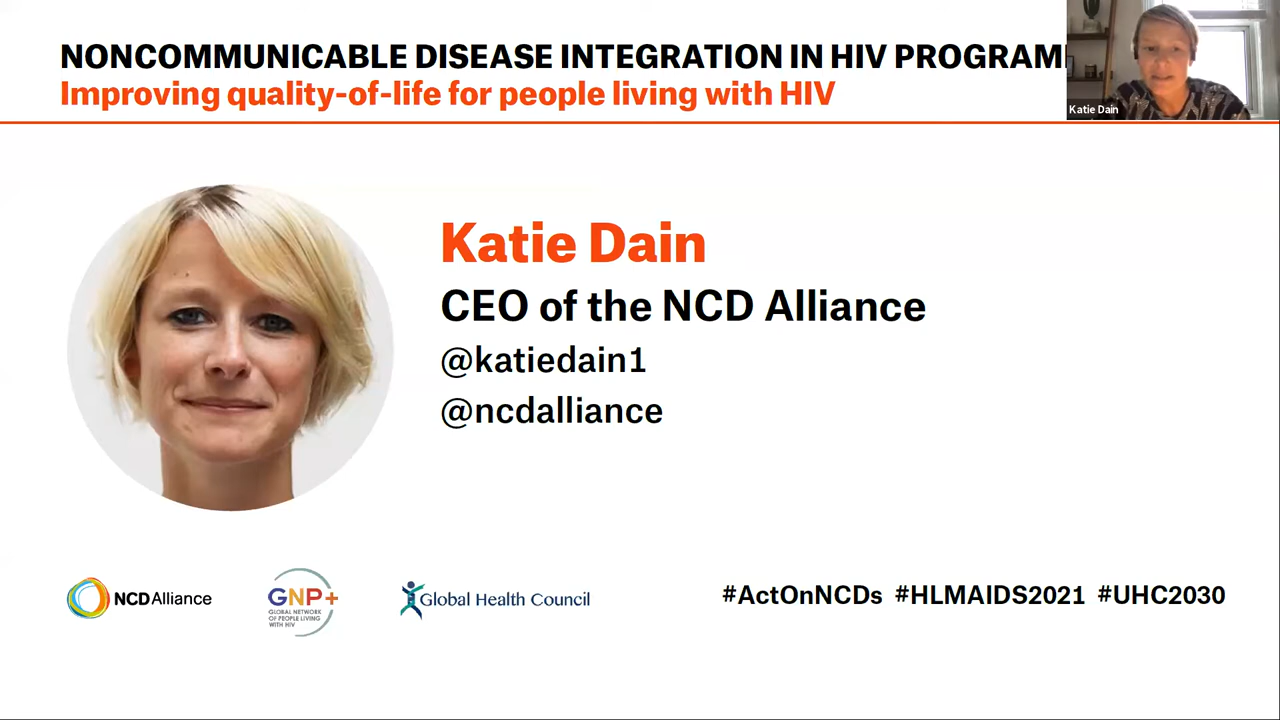 NONCOMMUNICABLE DISEASE INTEGRATION IN HIV PROGRAM
Improving quality-of-life for people living with HIV
Katie Dain
Katie Dain
CEO of the NCD Alliance
@katiedain1
@ncdalliance
NCD Alliance
GNP+
GLOBAL NETWORK
OF PEOPLE LIVING
WITH HIV
Global Health Council
#ActOnNCDs #HLMAIDS2021 #UHC2030